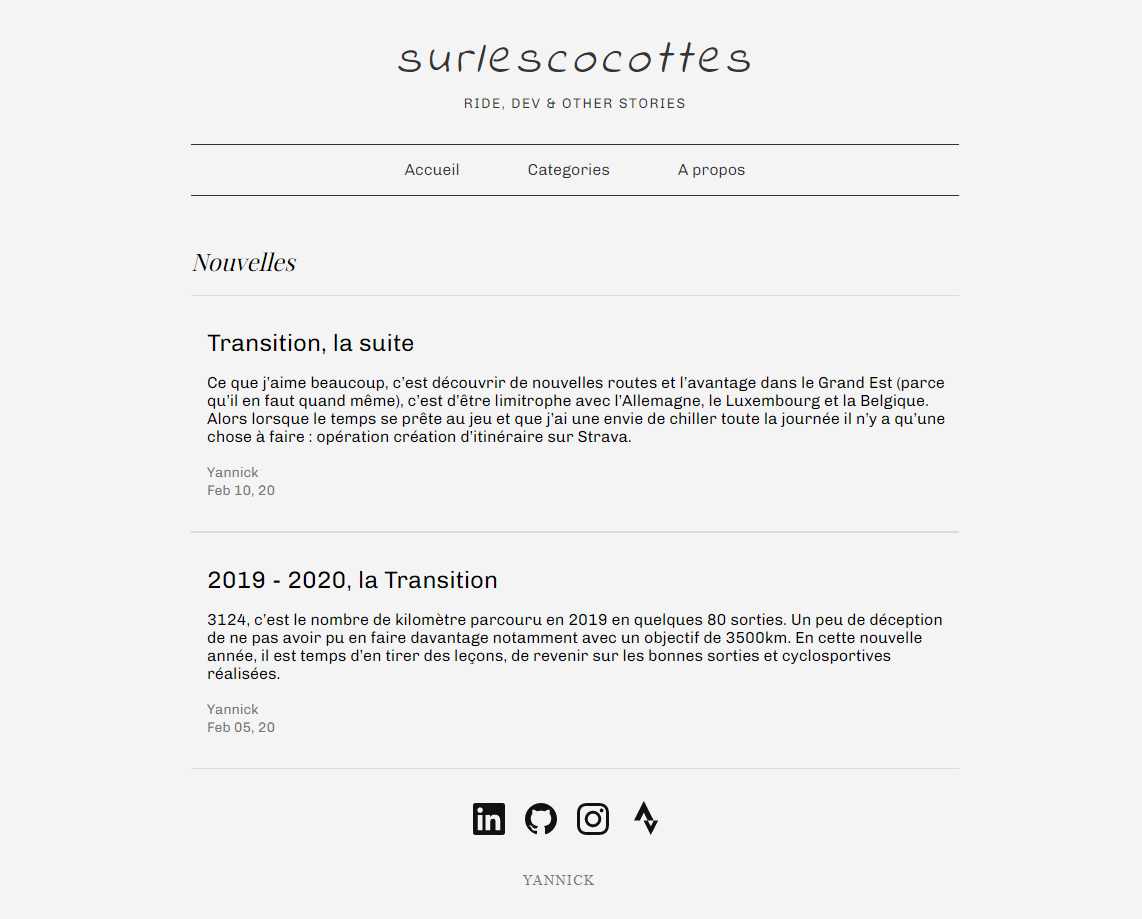 surlescocottes
RIDE, DEV & OTHER STORIES
Accueil Categories A propos
Nouvelles
Transition, la suite
Ce que j’aime beaucoup, c’est découvrir de nouvelles routes et l’avantage dans le Grand Est (parce
qu’il en faut quand même), c’est d’être limitrophe avec l’Allemagne, le Luxembourg et la Belgique.
Alors lorsque le temps se prête au jeu et que j’ai une envie de chiller toute la journée il n’y a qu’une
chose à faire : opération création d’itinéraire sur Strava.
Yannick
Feb 10, 20
2019 - 2020, la Transition
3124, c’est le nombre de kilomètre parcouru en 2019 en quelques 80 sorties. Un peu de déception
de ne pas avoir pu en faire davantage notamment avec un objectif de 3500km. En cette nouvelle
année, il est temps d’en tirer des leçons, de revenir sur les bonnes sorties et cyclosportives
réalisées.
Yannick
Feb 05, 20
in
YANNICK